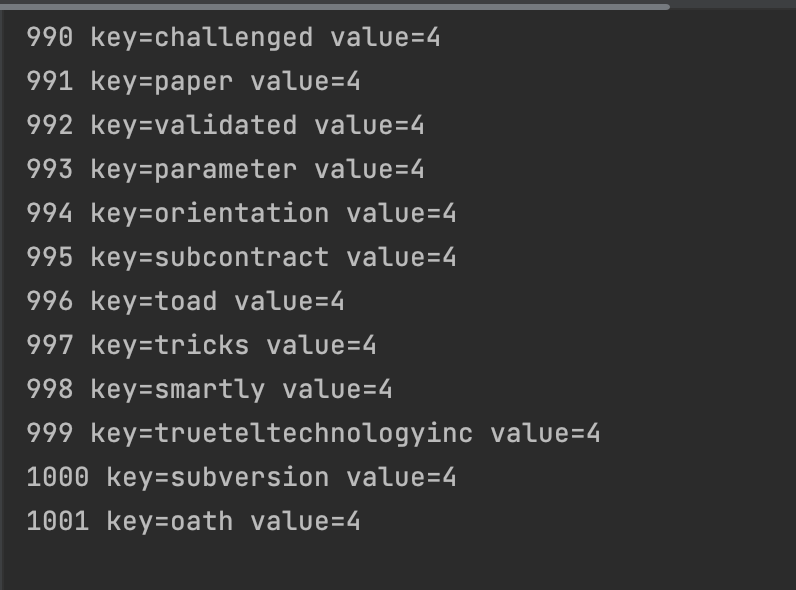 990 key=challenged value=4
991 key=paper value=4
992 key=validated value=4
993 key=parameter value=4
994 key=orientation value=4
995 key=subcontract value=4
996 key=toad value=4
997 key=tricks value=4
998 key=smartly value=4
999 key=trueteltechnologyinc value=4
1000 key=subversion value=4
1001 key=oath value=4